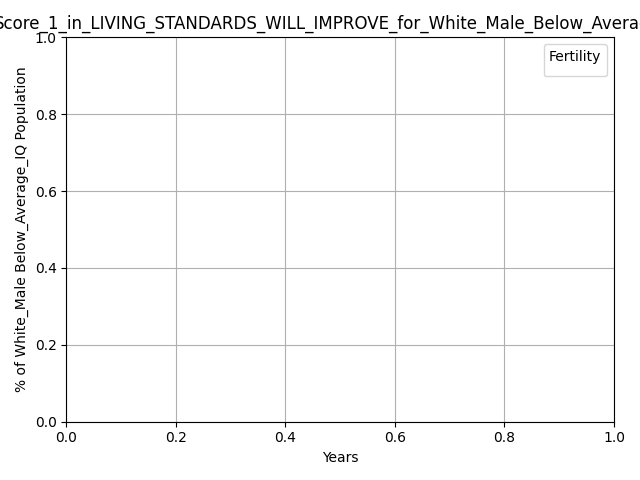 Score_1_in_LIVING_STANDARDS_WILL_IMPROVE_for_White_Male_Below_Avera
Fertility
% of White_Male Below_Average_IQ Population
1.0
0.8
0.6
0.4
0.2
0.0
0.0 0.2 0.4 0.6 0.8 1.0
Years